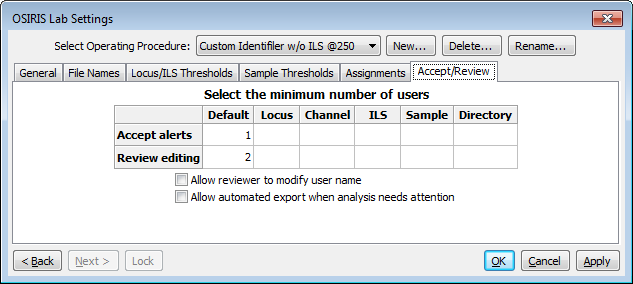 OSIRIS Lab Settings
Select Operating Procedure: Custom Identifiler w/o ILS @250 New... Delete... Rename...
General File Names Locus/ILS Thresholds Sample Thresholds Assignments Accept/Review
Select the minimum number of users
Default Locus Channel ILS Sample Directory
Accept alerts 1
Review editing 2
Allow reviewer to modify user name
Allow automated export when analysis needs attention
< Back Next > Lock OK Cancel Apply